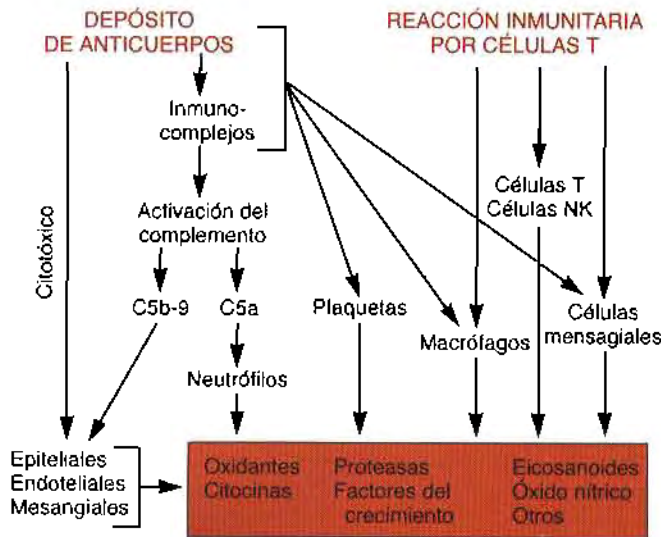 DEPÓSITO
DE ANTICUERPOS
REACCIÓN INMUNITARIA
POR CÉLULAS T
Inmuno-
complejos
Células T
Células NK
Activación del
complemento
Citotóxico
C5b-9
C5a
Plaquetas
Macrófagos
Células
mensagiales
Neutrófilos
Epiteliales
Endoteliales
Mesangiales
Oxidantes
Citocinas
Proteasas
Factores del
crecimiento
Eicosanoides
Óxido nítrico
Otros